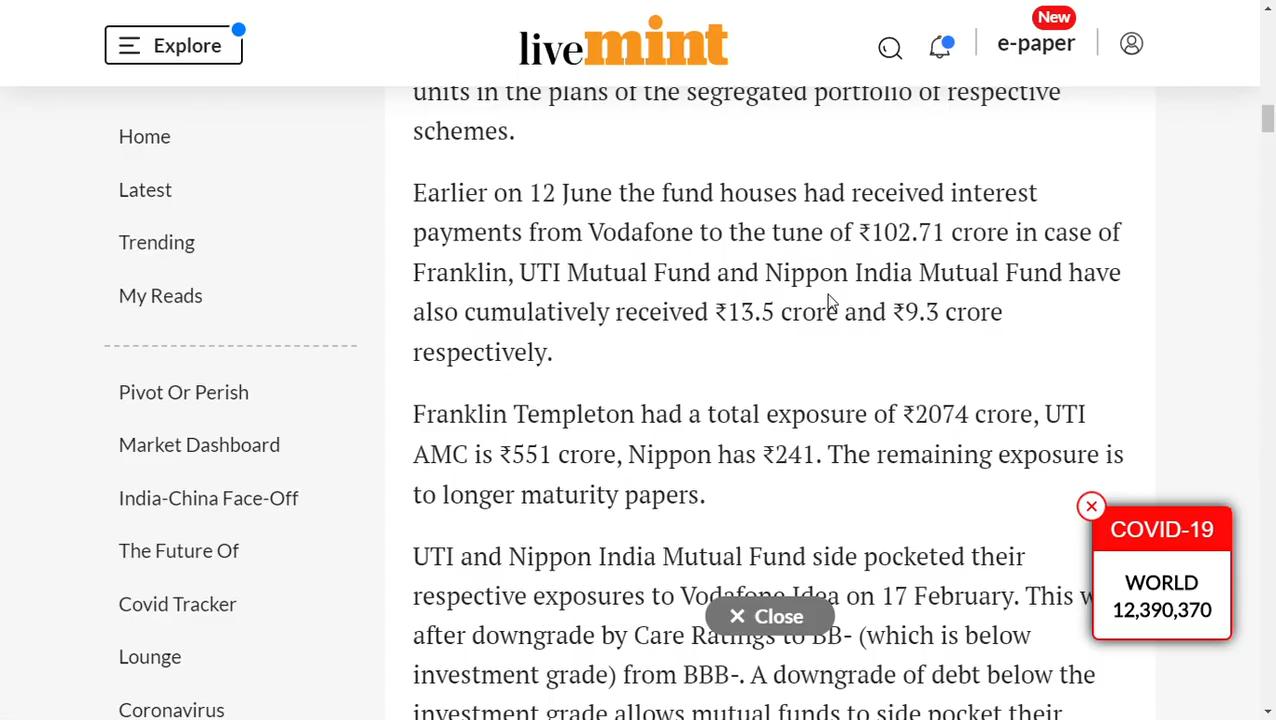 New
Explore
livemint
e-paper
units in the plans of the segregated portfolio of respective
schemes.
Home
Latest
Trending
My Reads
Pivot Or Perish
Market Dashboard
India-China Face-Off
The Future Of
Covid Tracker
Lounge
Coronavirus
Earlier on 12 June the fund houses had received interest
payments from Vodafone to the tune of ₹102.71 crore in case of
Franklin, UTI Mutual Fund and Nippon India Mutual Fund have
also cumulatively received ₹13.5 crore and ₹9.3 crore
respectively.
Franklin Templeton had a total exposure of ₹2074 crore, UTI
AMC is ₹551 crore, Nippon has ₹241. The remaining exposure is
to longer maturity papers.
UTI and Nippon India Mutual Fund side pocketed their
respective exposures to Vodafone Idea on 17 February. This
after downgrade by Care Ratings to BB- (which is below
investment grade) from BBB-. A downgrade of debt below the
investment grade allows mutual funds to side pocket their
Close
COVID-19
WORLD
12,390,370